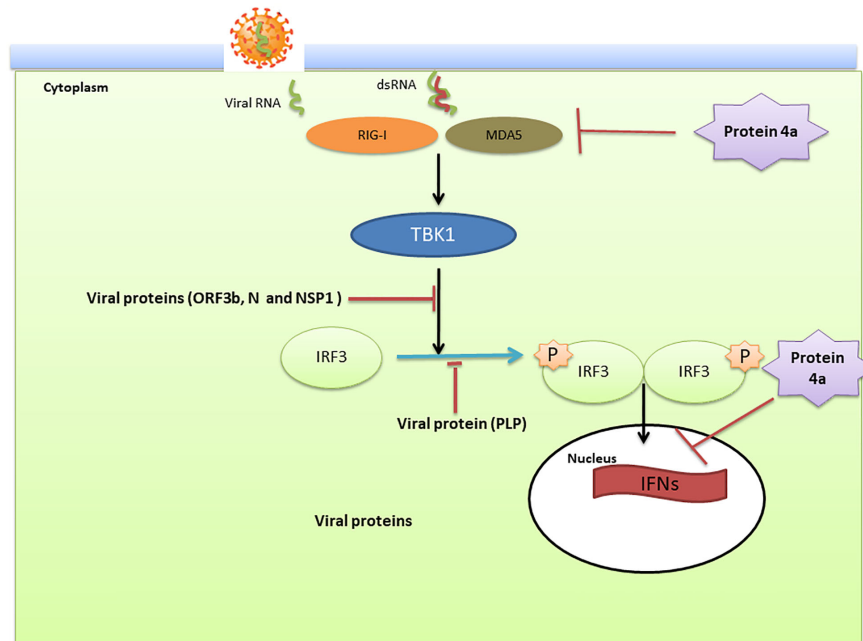 Cytoplasm
Viral RNA
dsRNA
RIG-I
MDA5
Protein 4a
TBK1
Viral proteins (ORF3b, N and NSP1 )
IRF3
P
IRF3
IRF3
P
Protein
4a
Viral protein (PLP)
Nucleus
IFNs
Viral proteins